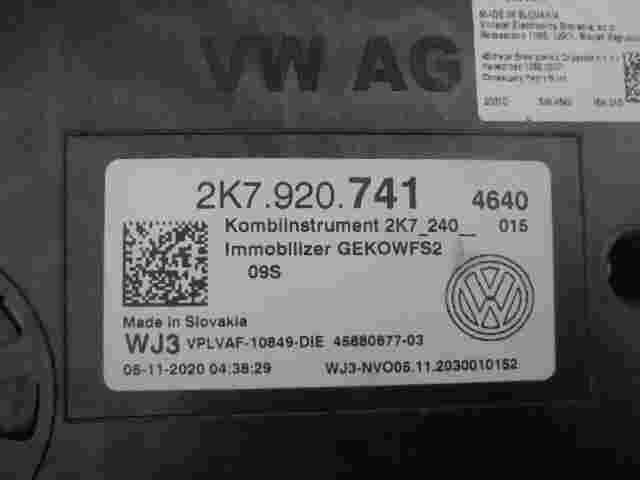 VW AG
MADE IN SLOVAKIA
2K7.920.741 4640
Kombiinstrument 2K7_240__ 015
Immobilizer GEKOWFS2
09S
Made in Slovakia
WJ3 VPLVAF-10849-DIE 45880677-03
05-11-2020 04:38:29 WJ3-NVO05.11.2030010152